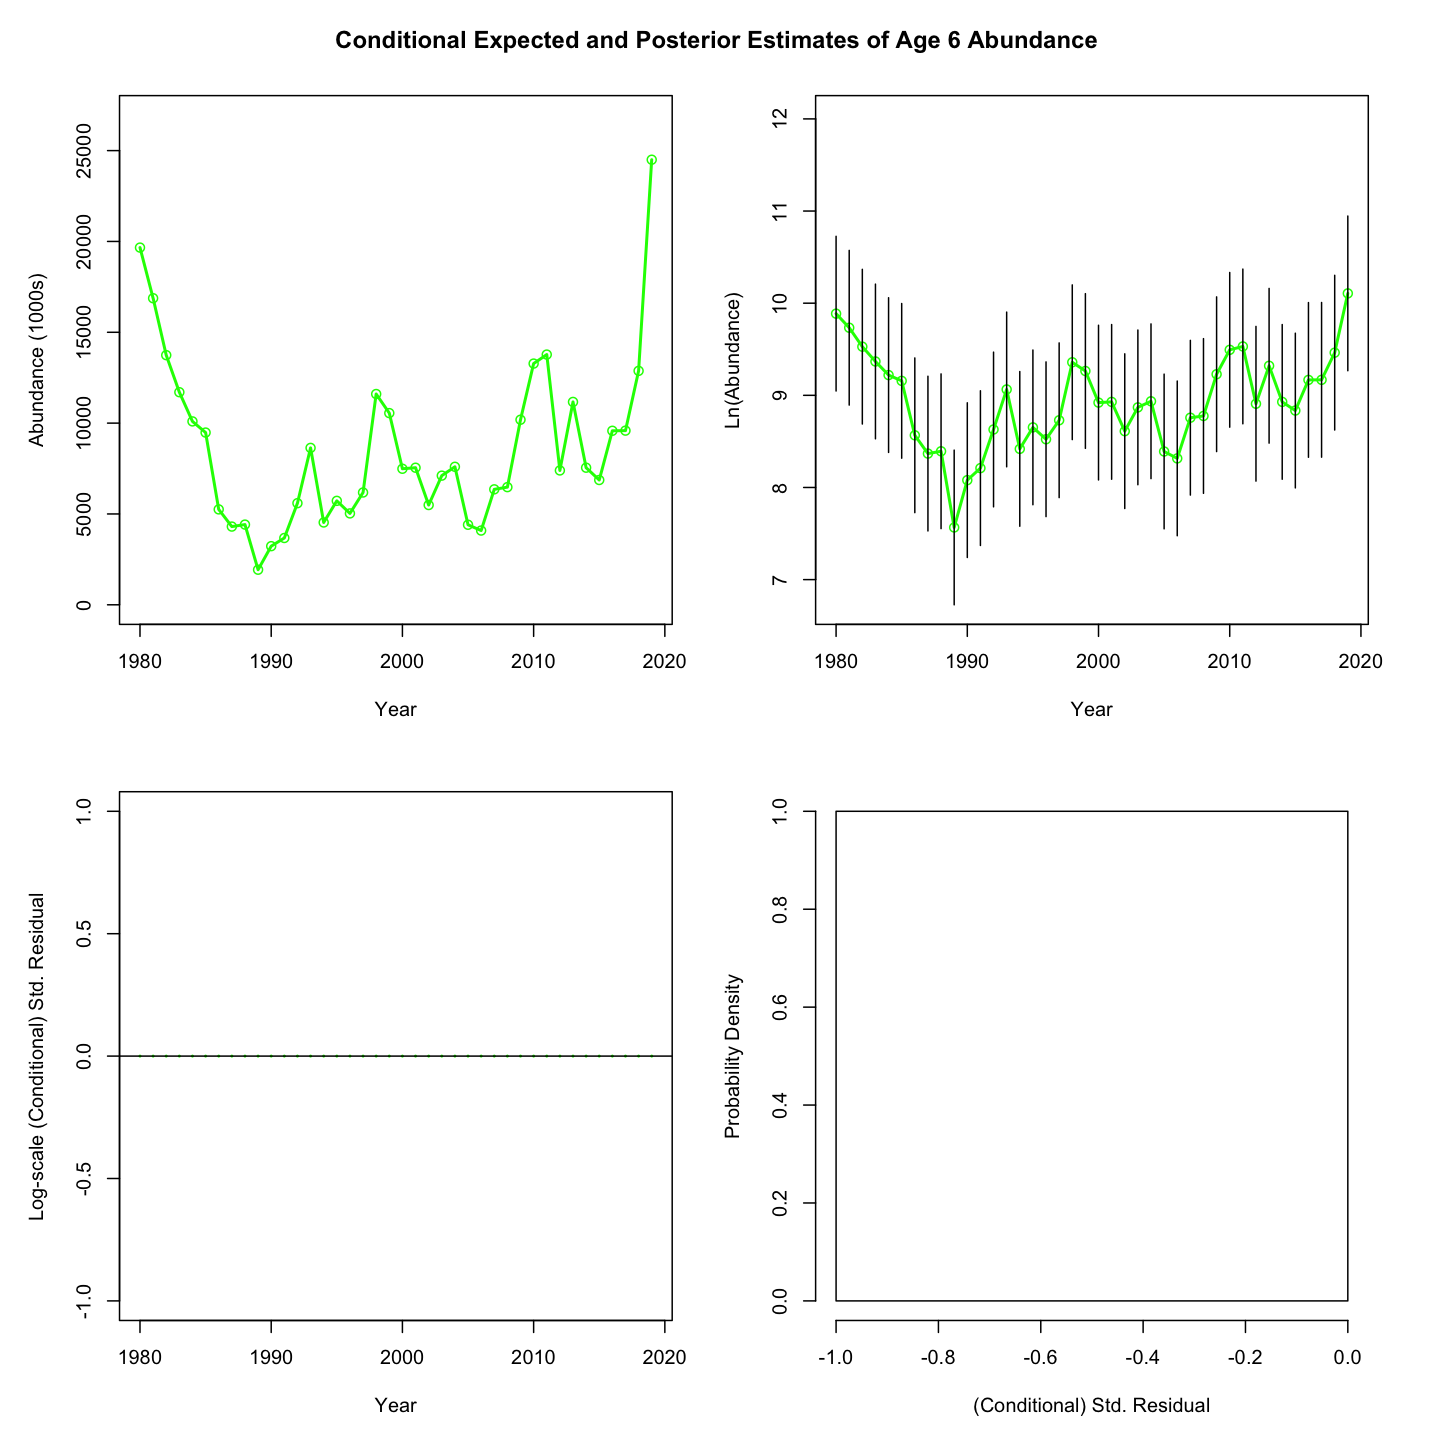 Conditional Expected and Posterior Estimates of Age 6 Abundance
Abundance (1000s)
25000
20000
15000
10000
5000
0
1980 1990 2000 2010 2020
Year
Ln(Abundance)
12
11
10
9
8
7
1980 1990 2000 2010 2020
Year
Log-scale (Conditional) Std. Residual
1.0
0.5
0.0
-0.5
-1.0
1980 1990 2000 2010 2020
Year
Probability Density
1.0
0.8
0.6
0.4
0.2
0.0
-1.0 -0.8 -0.6 -0.4 -0.2 0.0
(Conditional) Std. Residual